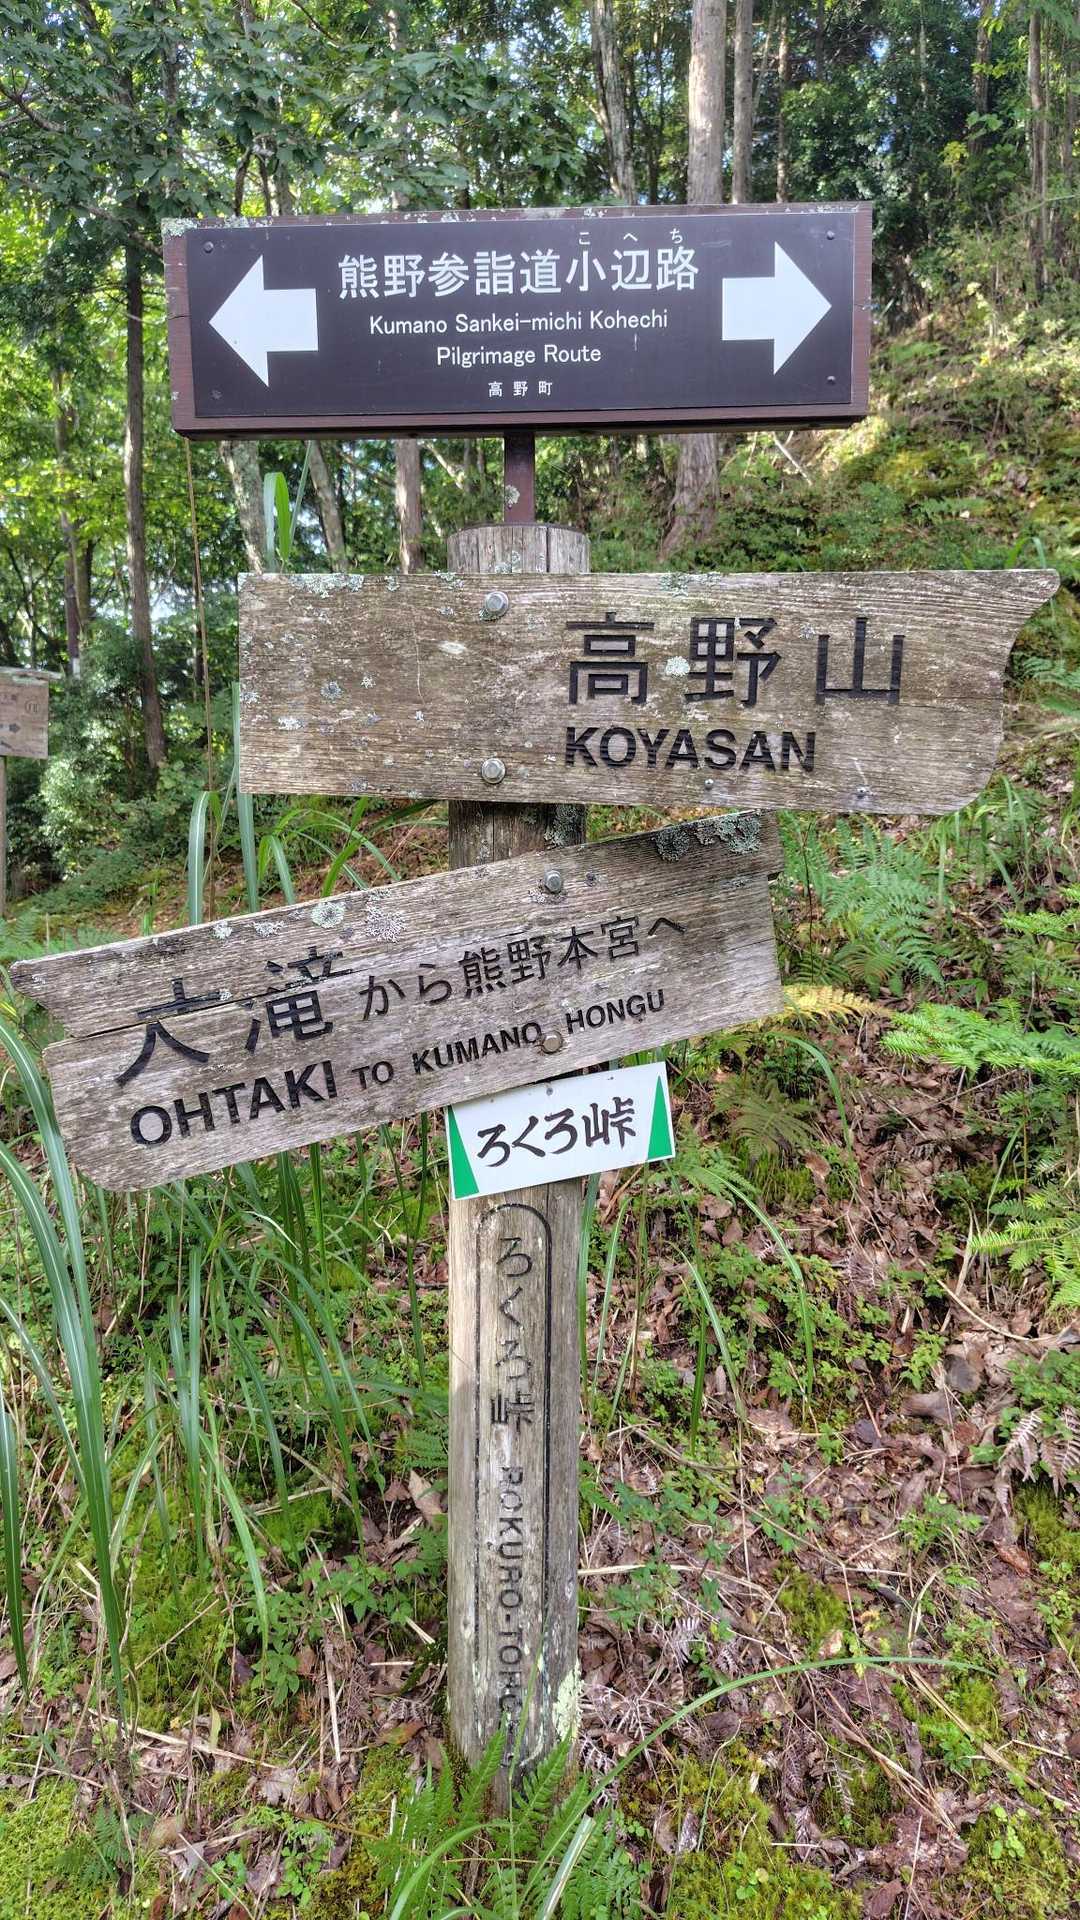 こへち
熊野参詣道小辺路
Kumano Sankei-michi Kohechi
Pilgrimage Route
高野町
高野山
KOYASAN
大滝から熊野本宮へ
OHTAKI TO KUMANO HONGU
ろくろ峠
ろくろ峠 ROKURO-TOHGE